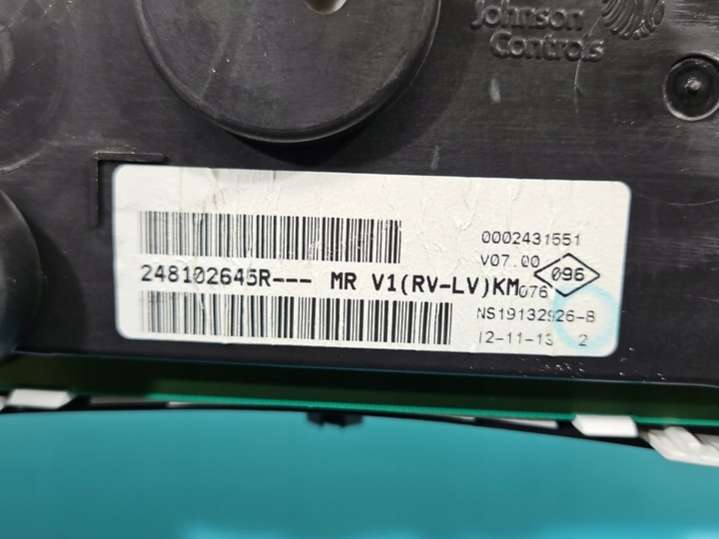 Johnson
Controls
0002431551
V07.00
096
248102645R--- MR V1(RV-LV)KM
076
NS19132926-B
12-11-13 2